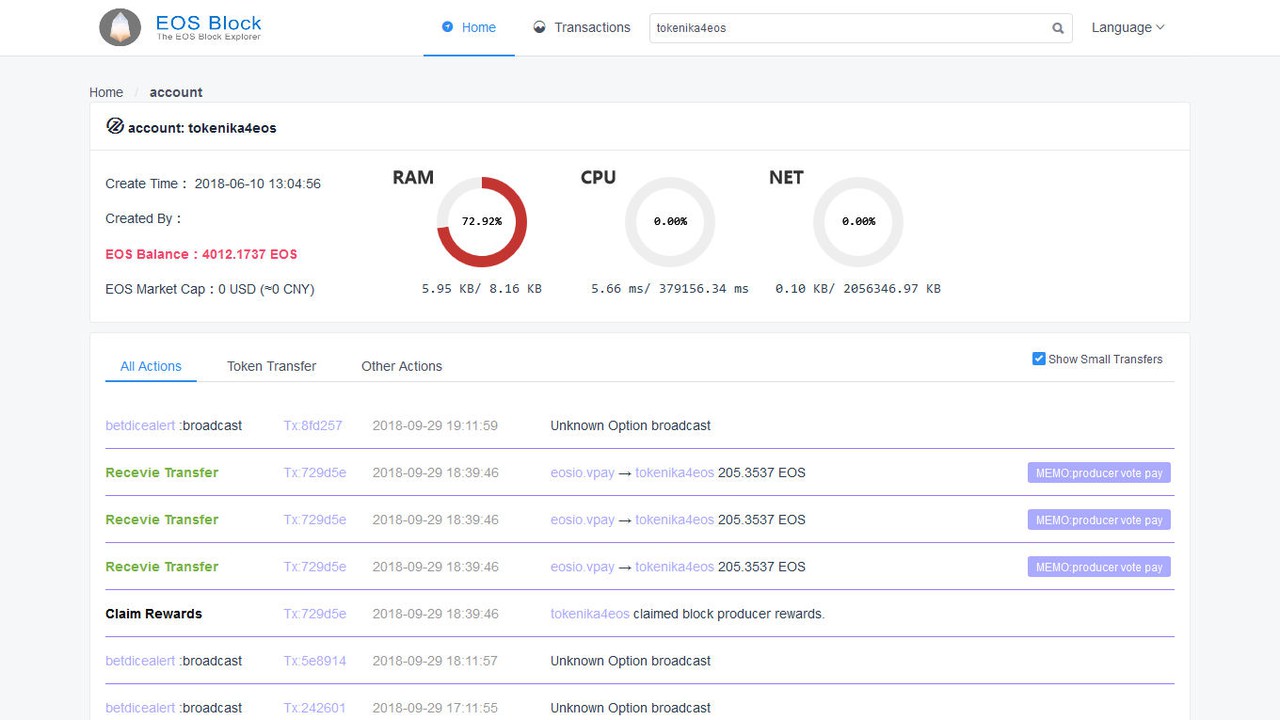 EOS Block
The EOS Block Explorer
Home
Transactions
tokenika4eos
Language
Home / account
account: tokenika4eos
Create Time : 2018-06-10 13:04:56
Created By :
EOS Balance : 4012.1737 EOS
EOS Market Cap : 0 USD (≈0 CNY)
RAM
72.92%
5.95 KB/ 8.16 KB
CPU
0.00%
5.66 ms/ 379156.34 ms
NET
0.00%
0.10 KB/ 2056346.97 KB
All Actions Token Transfer Other Actions Show Small Transfers
betdicealert :broadcast Tx:8fd257 2018-09-29 19:11:59 Unknown Option broadcast
Recevie Transfer Tx:729d5e 2018-09-29 18:39:46 eosio.vpay → tokenika4eos 205.3537 EOS MEMO:producer vote pay
Recevie Transfer Tx:729d5e 2018-09-29 18:39:46 eosio.vpay → tokenika4eos 205.3537 EOS MEMO:producer vote pay
Recevie Transfer Tx:729d5e 2018-09-29 18:39:46 eosio.vpay → tokenika4eos 205.3537 EOS MEMO:producer vote pay
Claim Rewards Tx:729d5e 2018-09-29 18:39:46 tokenika4eos claimed block producer rewards.
betdicealert :broadcast Tx:5e8914 2018-09-29 18:11:57 Unknown Option broadcast
betdicealert :broadcast Tx:242601 2018-09-29 17:11:55 Unknown Option broadcast